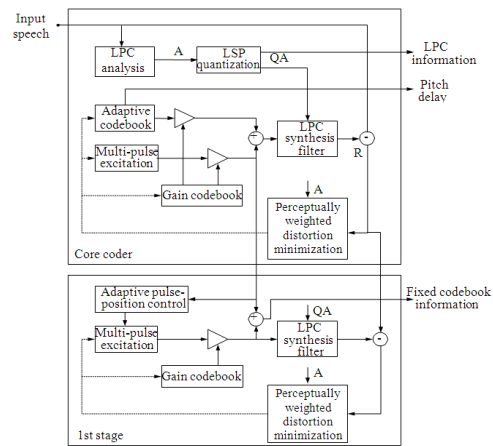 Input
speech
LPC
analysis
A
LSP
quantization
QA
LPC
information
Pitch
delay
Adaptive
codebook
+
LPC
synthesis
filter
-
R
Multi-pulse
excitation
Gain codebook
A
Perceptually
weighted
distortion
minimization
Core coder
Adaptive pulse-
position control
+
Fixed codebook
information
QA
Multi-pulse
excitation
LPC
synthesis
filter
-
Gain codebook
A
Perceptually
weighted
distortion
minimization
1st stage